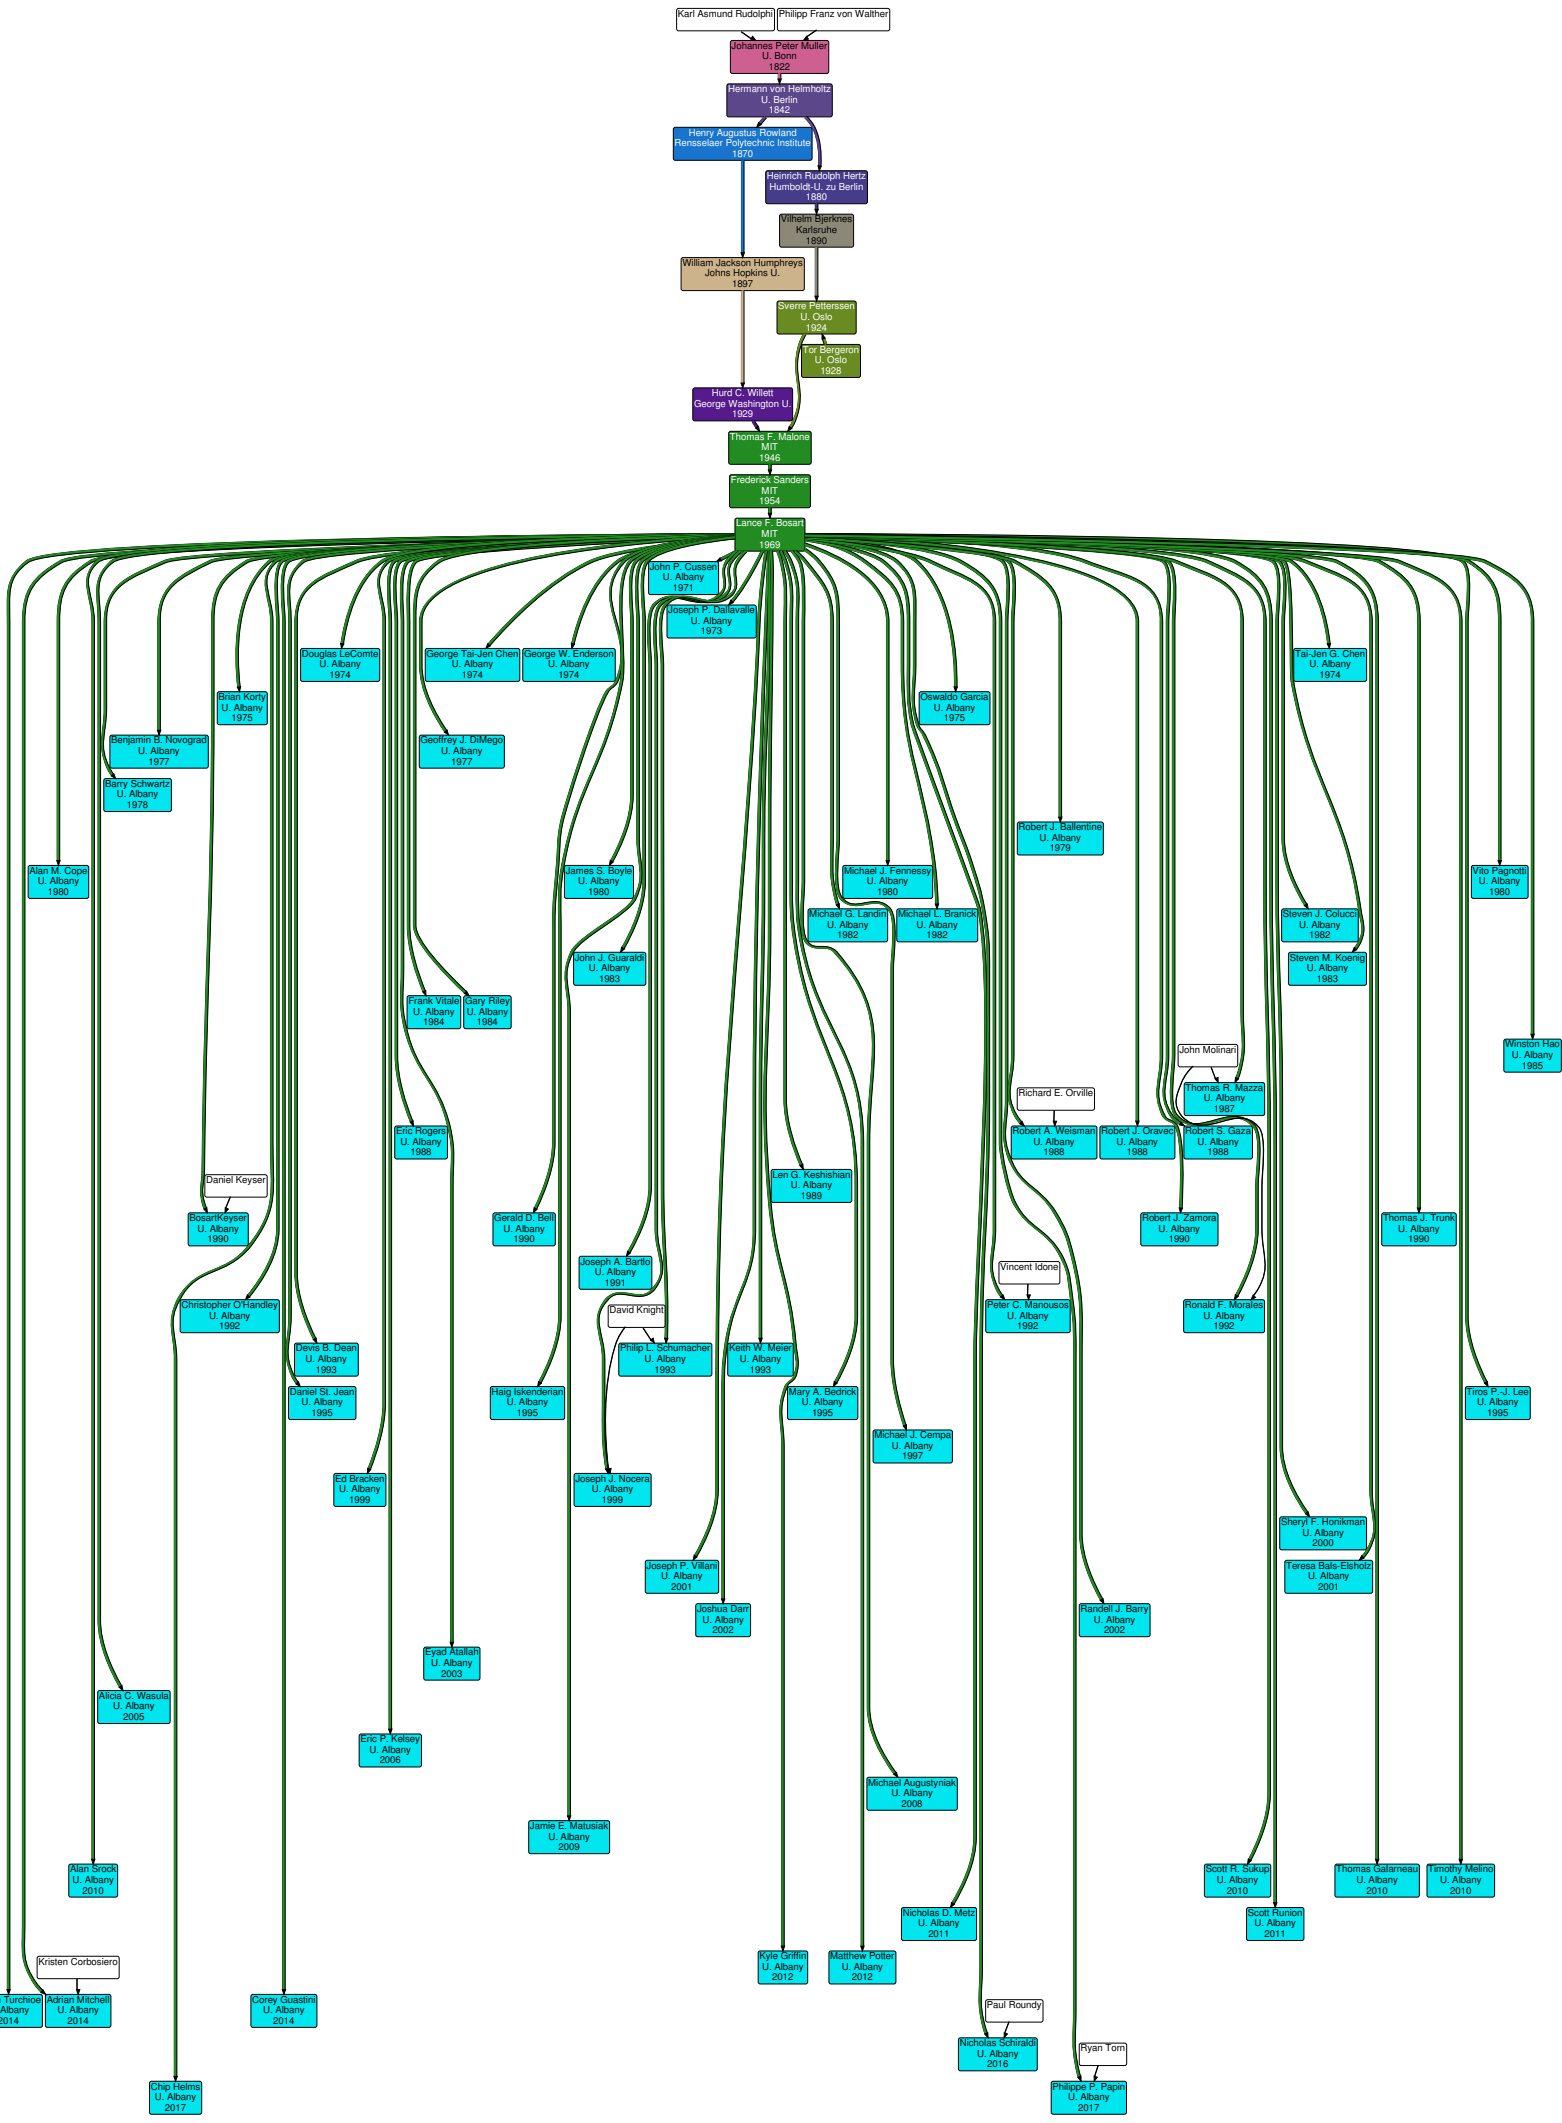 Karl Asmund Rudolphi
Philipp Franz von Walther
Johannes Peter Muller
U. Bonn
1822
Hermann von Helmholtz
U. Berlin
1842
Henry Augustus Rowland
Rensselaer Polytechnic Institute
1870
Heinrich Rudolph Hertz
Humboldt-U. zu Berlin
1880
Vilhelm Bjerknes
Karlsruhe
1890
William Jackson Humphreys
Johns Hopkins U.
1897
Sverre Petterssen
U. Oslo
1924
Tor Bergeron
U. Oslo
1928
Hurd C. Willett
George Washington U.
1929
Thomas F. Malone
MIT
1946
Frederick Sanders
MIT
1954
Lance F. Bosart
MIT
1969
John P. Cussen
U. Albany
1971
Joseph P. Dallavalle
U. Albany
1973
Douglas LeComte
U. Albany
1974
George Tai-Jen Chen
U. Albany
1974
George W. Enderson
U. Albany
1974
Tai-Jen G. Chen
U. Albany
1974
Brian Korty
U. Albany
1975
Oswaldo Garcia
U. Albany
1975
Benjamin B. Novograd
U. Albany
1977
Geoffrey J. DiMego
U. Albany
1977
Barry Schwartz
U. Albany
1978
Robert J. Ballentine
U. Albany
1979
Alan M. Cope
U. Albany
1980
James S. Boyle
U. Albany
1980
Michael J. Fennessy
U. Albany
1980
Vito Pagnotti
U. Albany
1980
Michael G. Landin
U. Albany
1982
Michael L. Branick
U. Albany
1982
Steven J. Colucci
U. Albany
1982
John J. Guaraldi
U. Albany
1983
Steven M. Koenig
U. Albany
1983
Frank Vitale
U. Albany
1984
Gary Riley
U. Albany
1984
Winston Hao
U. Albany
1985
John Molinari
Thomas R. Mazza
U. Albany
1987
Richard E. Orville
Eric Rogers
U. Albany
1988
Robert A. Weisman
U. Albany
1988
Robert J. Oravec
U. Albany
1988
Robert S. Gaza
U. Albany
1988
Len G. Keshishian
U. Albany
1989
Daniel Keyser
BosartKeyser
U. Albany
1990
Gerald D. Bell
U. Albany
1990
Robert J. Zamora
U. Albany
1990
Thomas J. Trunk
U. Albany
1990
Joseph A. Bartlo
U. Albany
1991
Vincent Idone
Christopher O'Handley
U. Albany
1992
Peter C. Manousos
U. Albany
1992
Ronald F. Morales
U. Albany
1992
David Knight
Devis B. Dean
U. Albany
1993
Philip L. Schumacher
U. Albany
1993
Keith W. Meier
U. Albany
1993
Daniel St. Jean
U. Albany
1995
Haig Iskenderian
U. Albany
1995
Mary A. Bedrick
U. Albany
1995
Tiros P.-J. Lee
U. Albany
1995
Michael J. Cempa
U. Albany
1997
Ed Bracken
U. Albany
1999
Joseph J. Nocera
U. Albany
1999
Sheryl F. Honikman
U. Albany
2000
Joseph P. Villani
U. Albany
2001
Teresa Bals-Elsholz
U. Albany
2001
Joshua Darr
U. Albany
2002
Randell J. Barry
U. Albany
2002
Eyad Atallah
U. Albany
2003
Alicia C. Wasula
U. Albany
2005
Eric P. Kelsey
U. Albany
2006
Michael Augustyniak
U. Albany
2008
Jamie E. Matusiak
U. Albany
2009
Alan Srock
U. Albany
2010
Scott R. Sukup
U. Albany
2010
Thomas Galarneau
U. Albany
2010
Timothy Melino
U. Albany
2010
Nicholas D. Metz
U. Albany
2011
Scott Runion
U. Albany
2011
Kyle Griffin
U. Albany
2012
Matthew Potter
U. Albany
2012
Kristen Corbosiero
Turchioe
Albany
2014
Adrian Mitchell
U. Albany
2014
Corey Guastini
U. Albany
2014
Paul Roundy
Nicholas Schiraldi
U. Albany
2016
Ryan Torn
Chip Helms
U. Albany
2017
Philippe P. Papin
U. Albany
2017